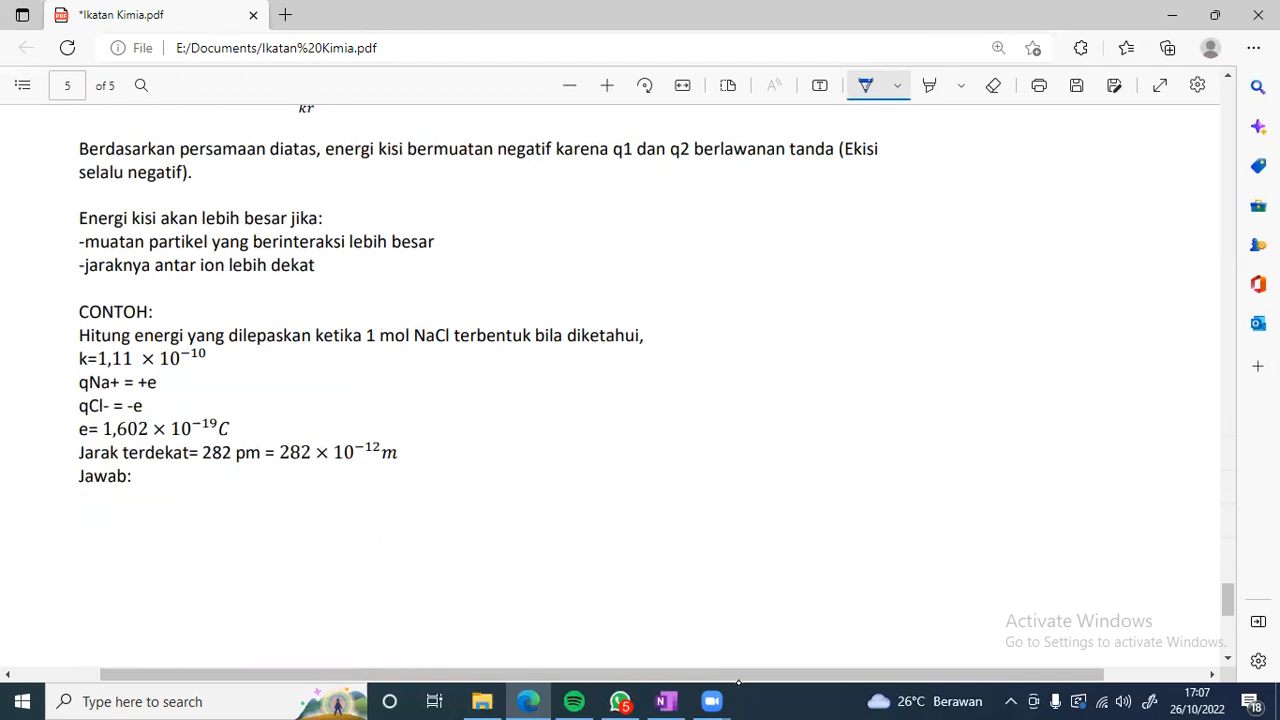 *Ikatan Kimia.pdf
File
E:/Documents/Ikatan%20Kimia.pdf
5
of 5
kr
Berdasarkan persamaan diatas, energi kisi bermuatan negatif karena q1 dan q2 berlawanan tanda (Ekisi
selalu negatif).
Energi kisi akan lebih besar jika:
-muatan partikel yang berinteraksi lebih besar
-jaraknya antar ion lebih dekat
CONTOH:
Hitung energi yang dilepaskan ketika 1 mol NaCl terbentuk bila diketahui,
k=1,11 × 10⁻¹⁰
qNa+ = +e
qCl- = -e
e= 1,602 × 10⁻¹⁹C
Jarak terdekat= 282 pm = 282 × 10⁻¹²m
Jawab:
Activate Windows
Go to Settings to activate Windows.
Type here to search
5
26°C Berawan
17:07
26/10/2022
18